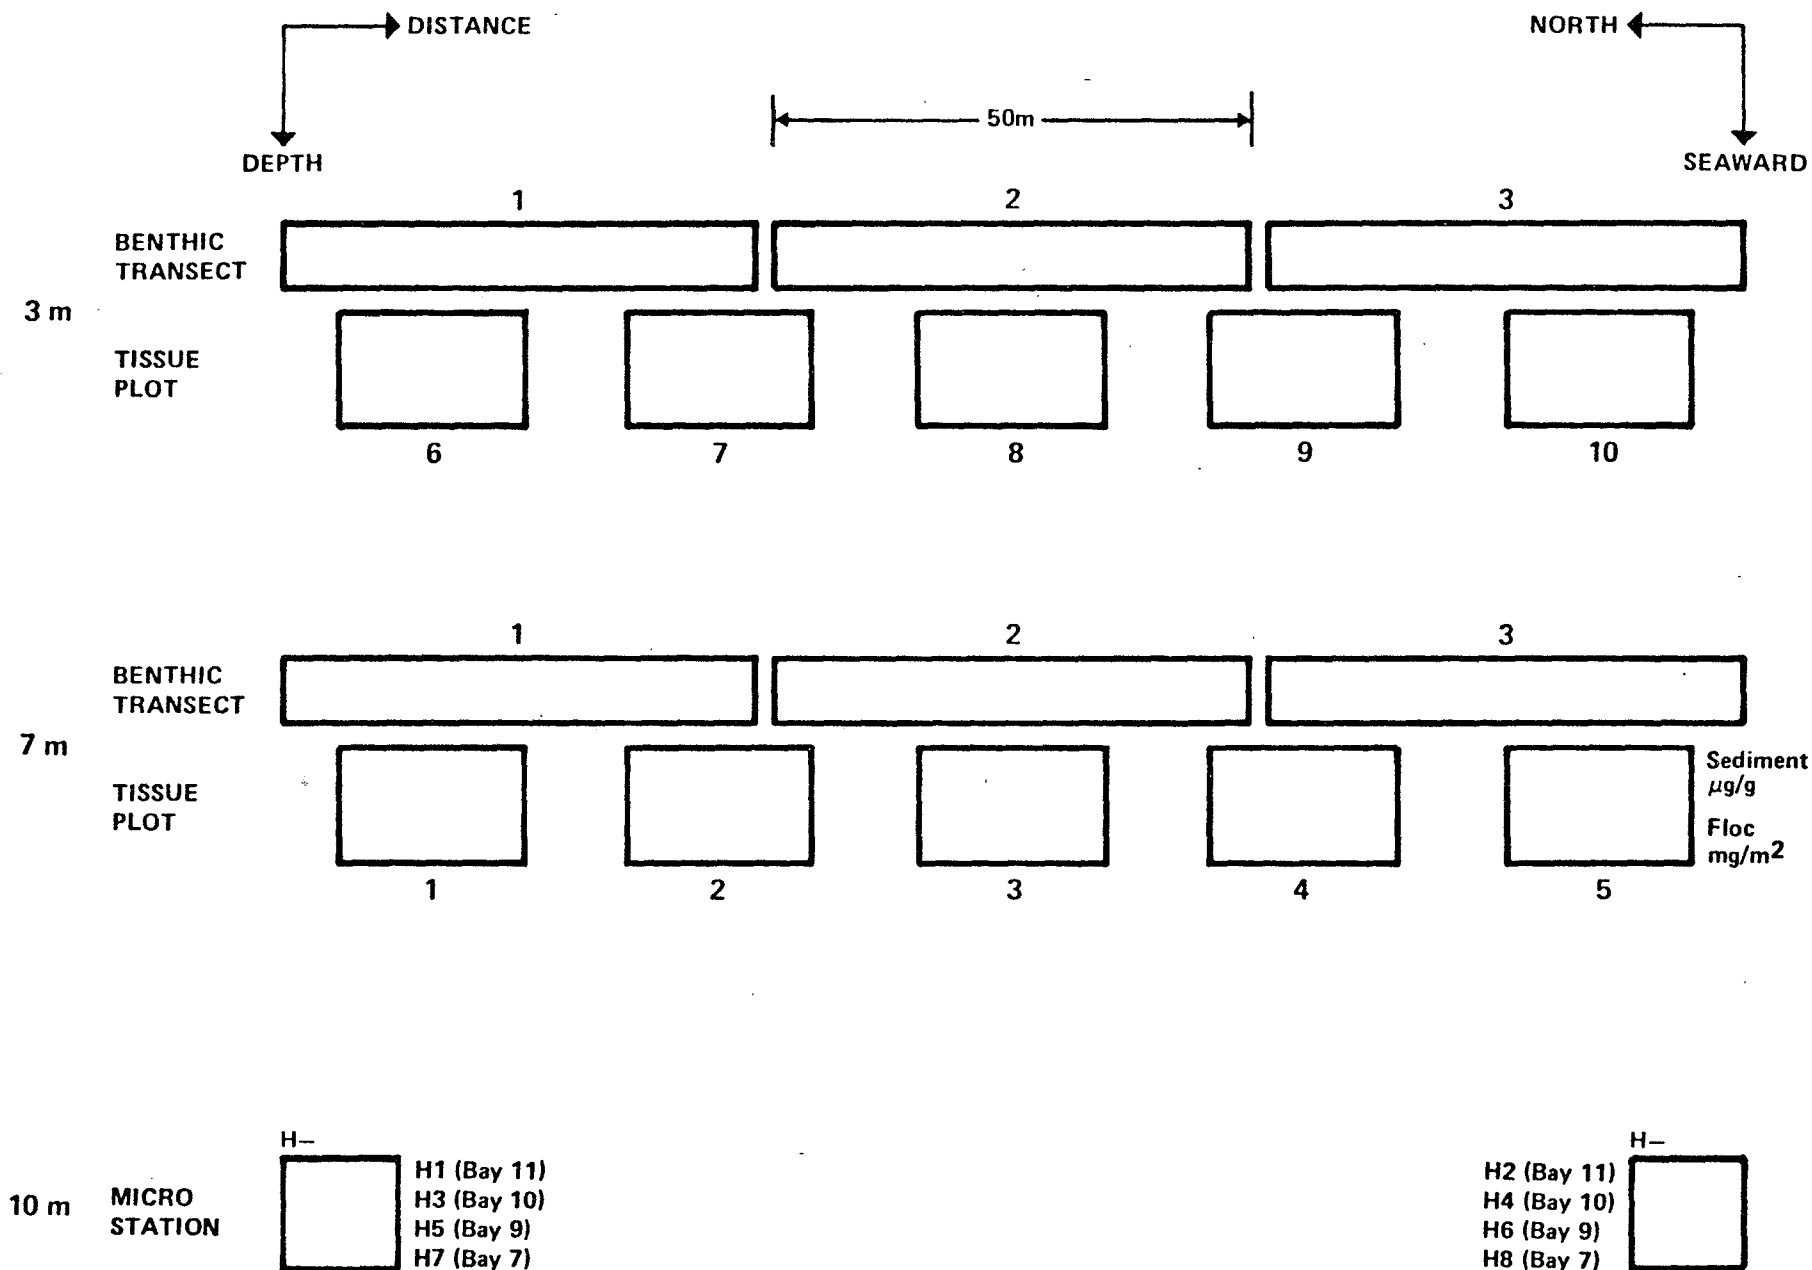 DISTANCE
NORTH
50m
DEPTH
SEAWARD
1
2
3
BENTHIC
TRANSECT
3 m
TISSUE
PLOT
6
7
8
9
10
1
2
3
BENTHIC
TRANSECT
7 m
TISSUE
PLOT
Sediment
µg/g
Floc
mg/m²
1
2
3
4
5
H–
H–
10 m
MICRO
STATION
H1 (Bay 11)
H3 (Bay 10)
H5 (Bay 9)
H7 (Bay 7)
H2 (Bay 11)
H4 (Bay 10)
H6 (Bay 9)
H8 (Bay 7)